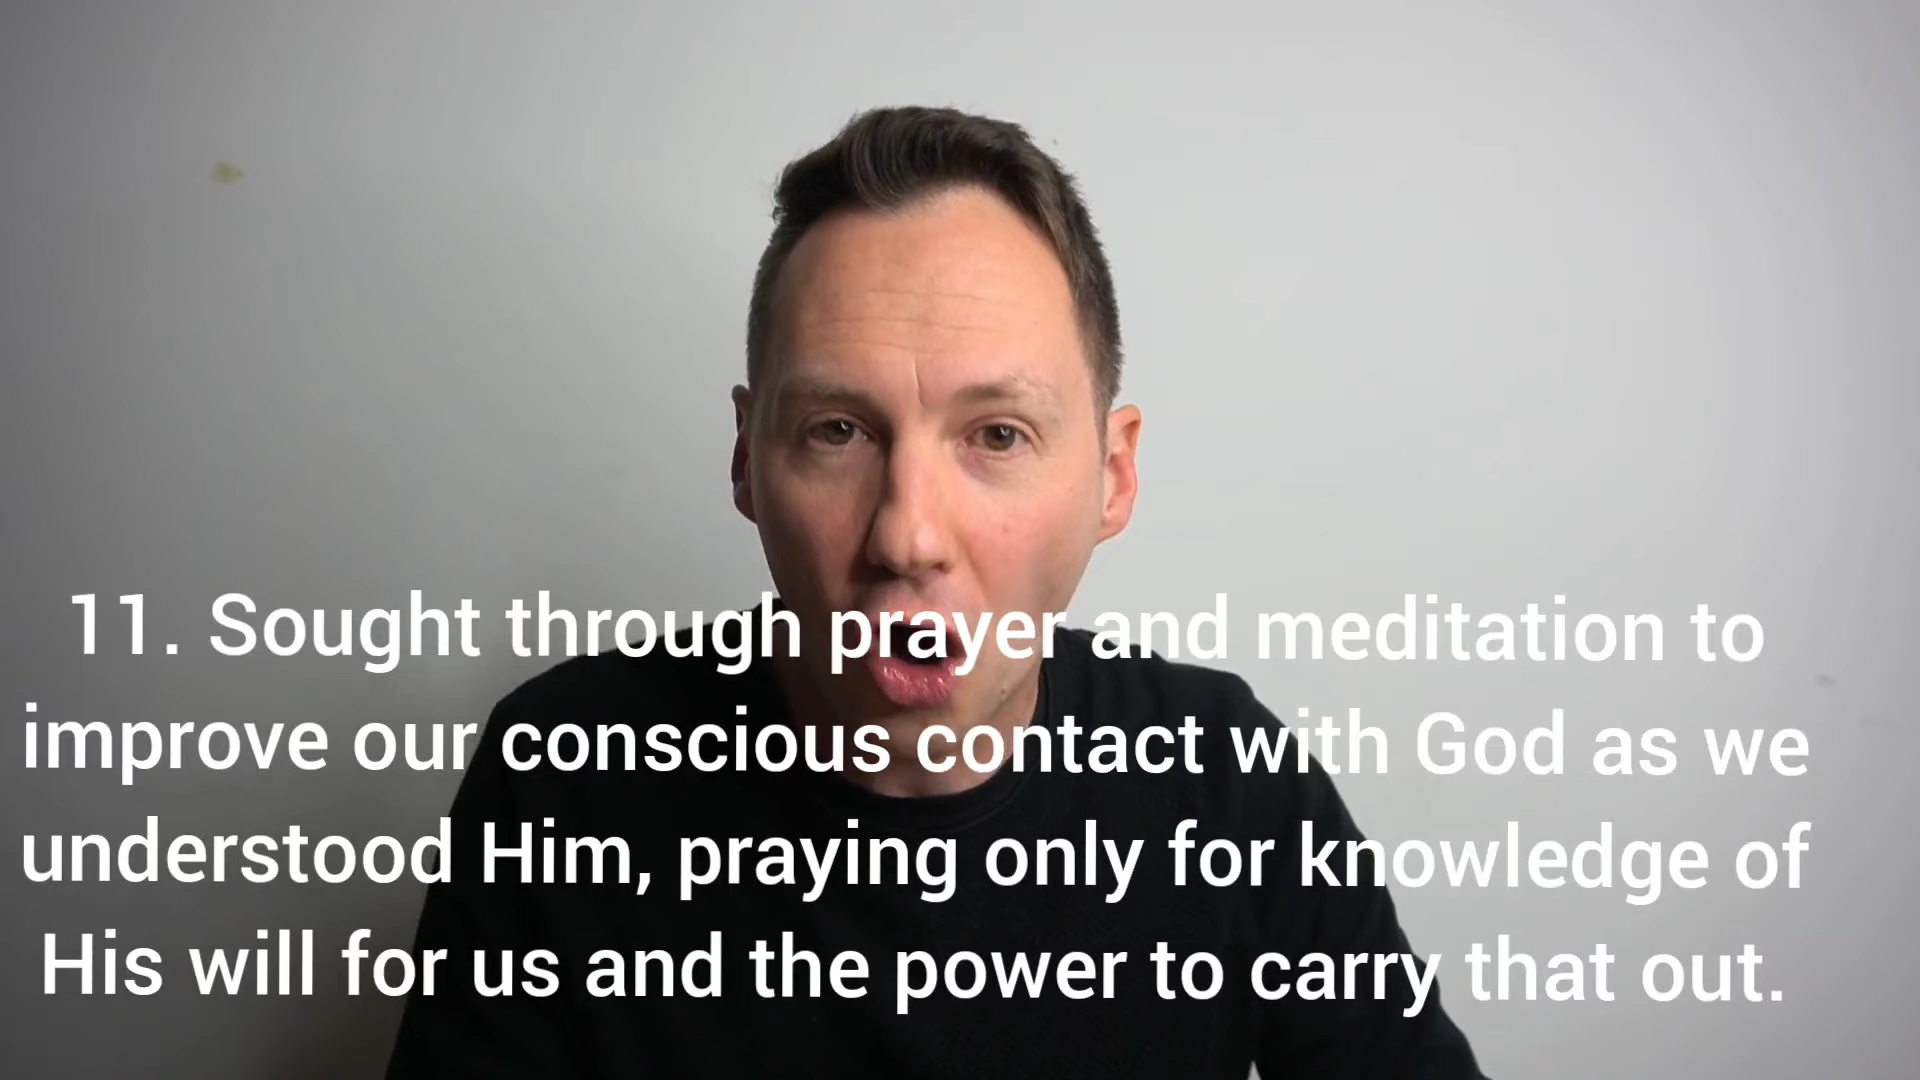 11. Sought through prayer and meditation to
improve our conscious contact with God as we
understood Him, praying only for knowledge of
His will for us and the power to carry that out.